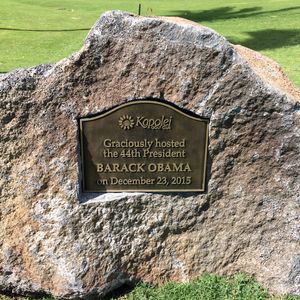 Kapolei
Graciously hosted
the 44th President
BARACK OBAMA
on December 23, 2015